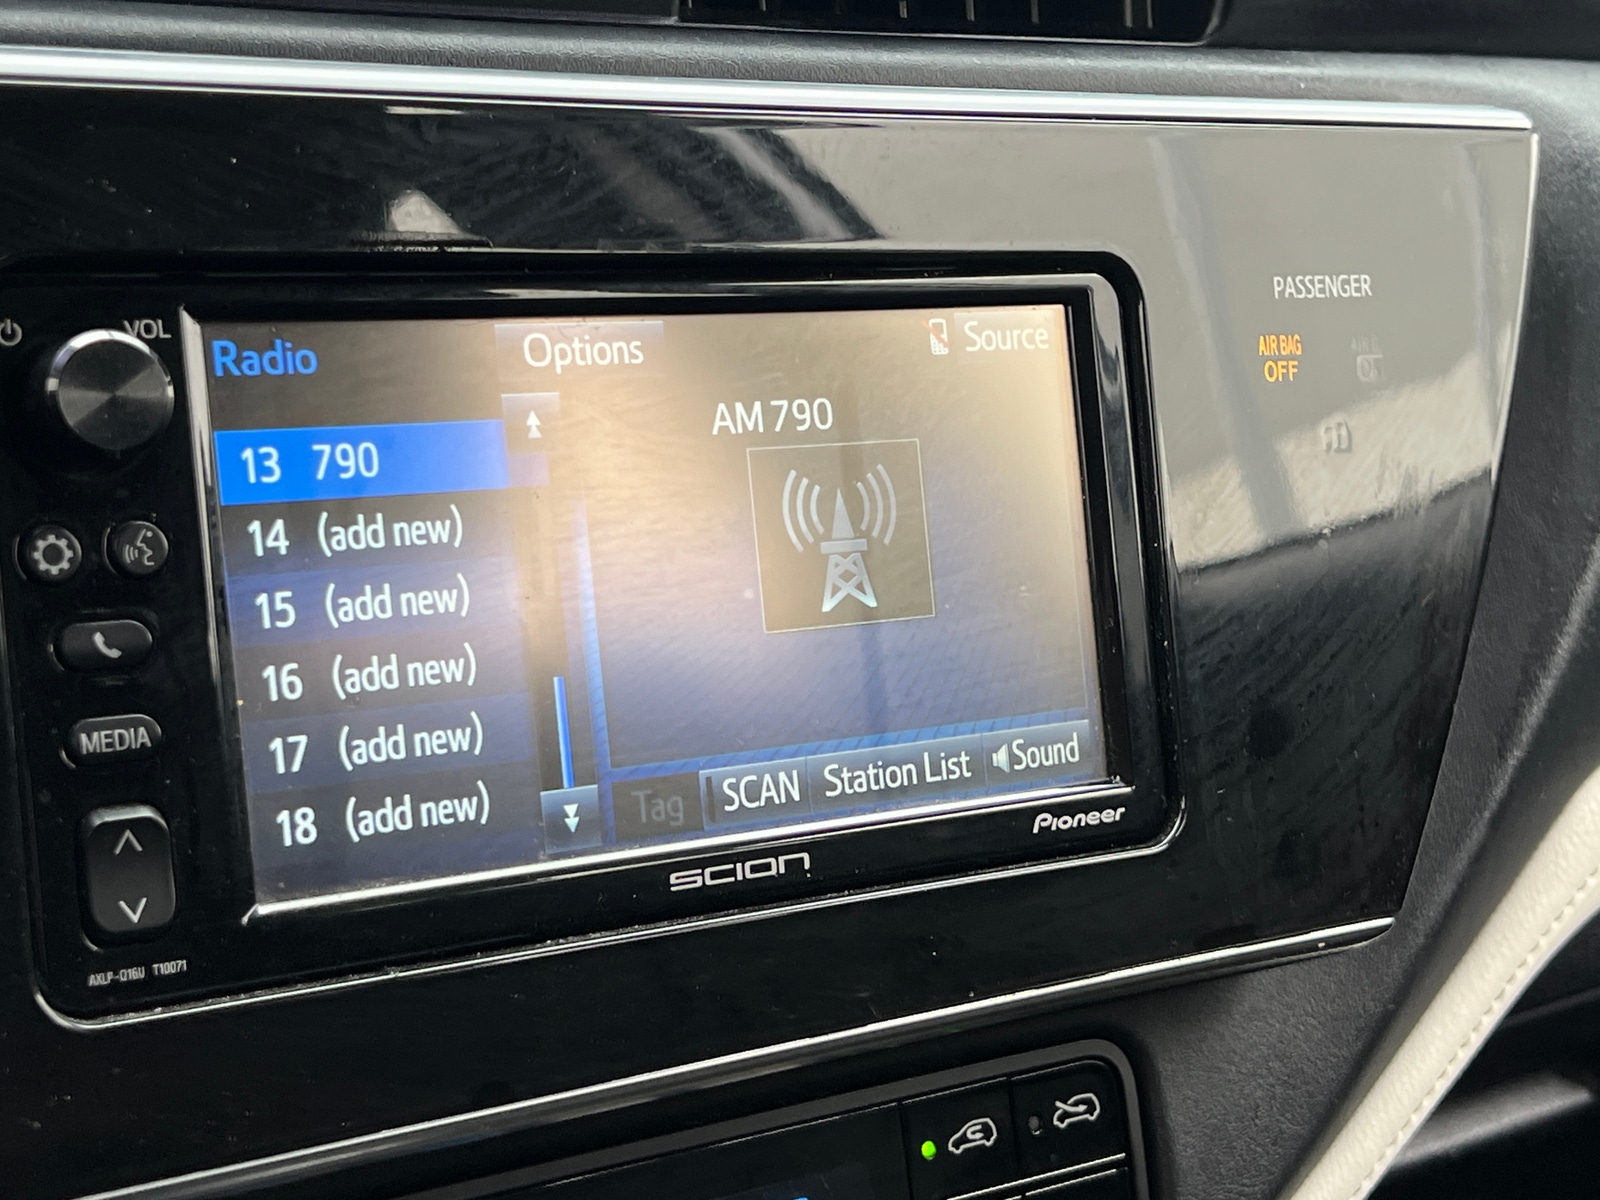 PASSENGER
AIR BAG
OFF
VOL
Radio
Options
Source
AM 790
13 790
14 (add new)
15 (add new)
16 (add new)
17 (add new)
18 (add new)
Tag
SCAN
Station List
Sound
MEDIA
Pioneer
SCION
AXLP-016U T10071